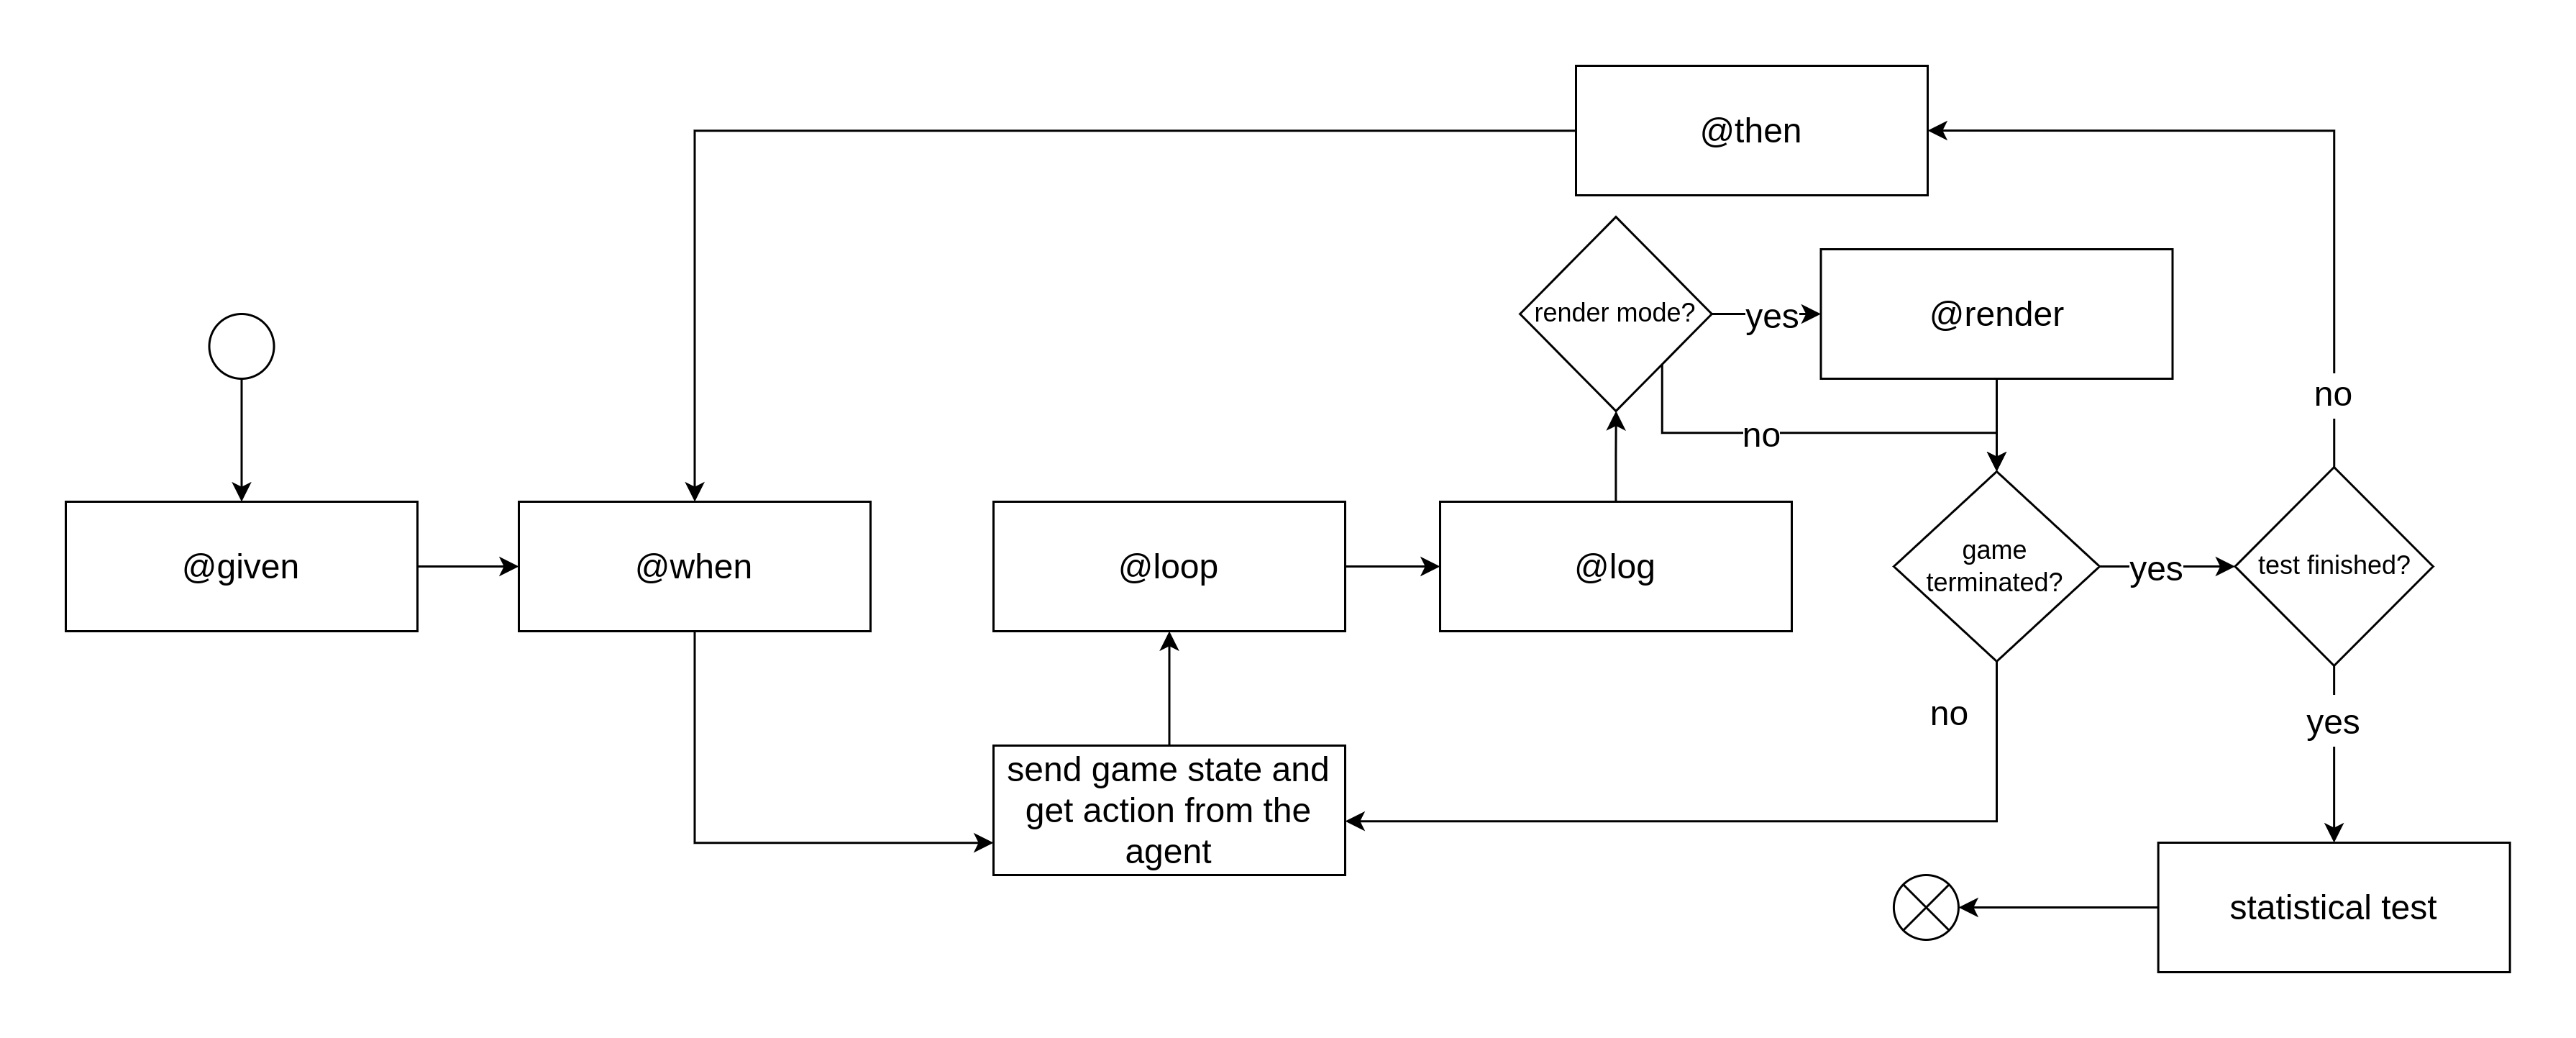 @then
render mode?
yes
@render
no
no
@given
@when
@loop
@log
game
terminated?
yes
test finished?
no
yes
send game state and
get action from the
agent
statistical test